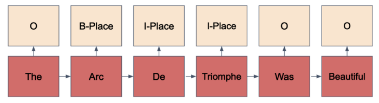 O B-Place I-Place I-Place O O
The Arc De Triomphe Was Beautiful